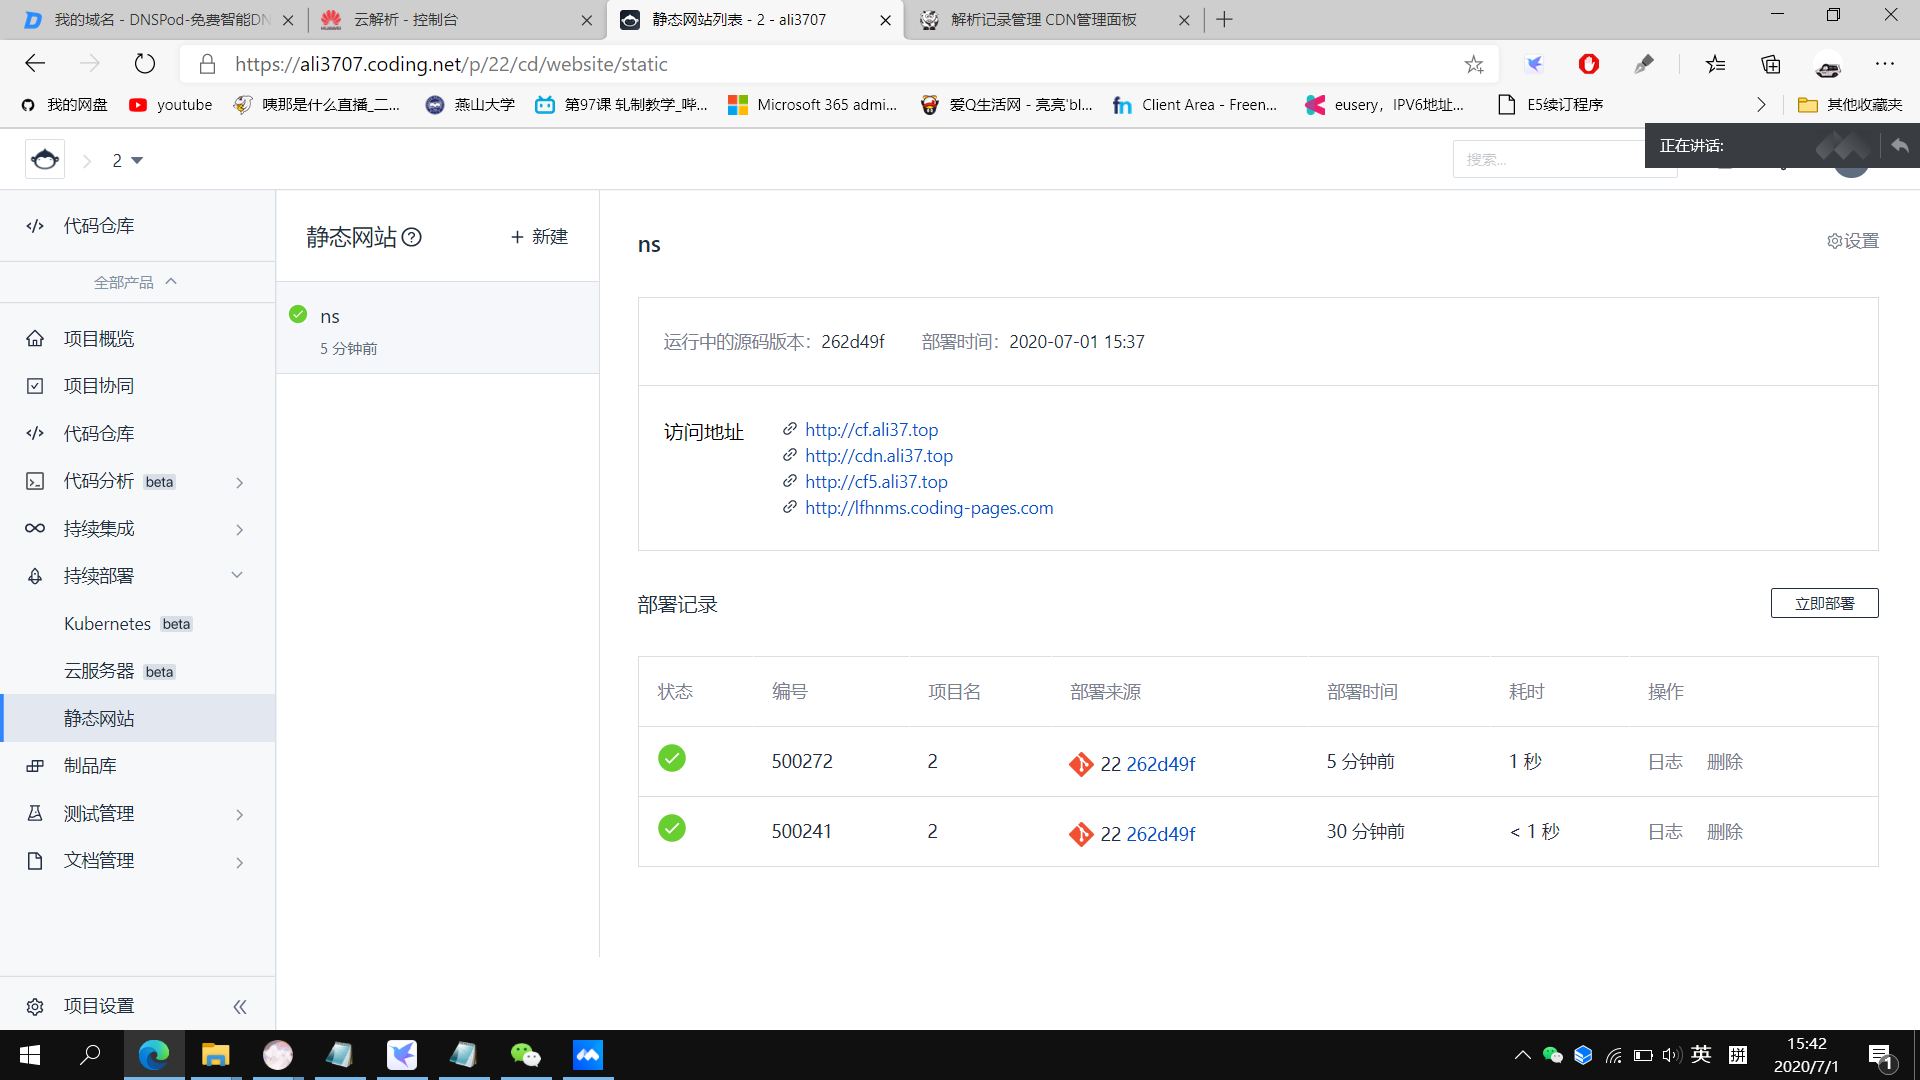 我的域名 - DNSPod-免费智能DN
云解析 - 控制台
静态网站列表 - 2 - ali3707
解析记录管理 CDN管理面板
https://ali3707.coding.net/p/22/cd/website/static
我的网盘
youtube
咦那是什么直播_二...
燕山大学
第97课 轧制教学_哔...
Microsoft 365 admi...
爱Q生活网 - 亮亮'bl...
Client Area - Freen...
eusery，IPV6地址...
E5续订程序
其他收藏夹
2
搜索...
正在讲话:
代码仓库
全部产品
项目概览
项目协同
代码仓库
代码分析 beta
持续集成
持续部署
Kubernetes beta
云服务器 beta
静态网站
制品库
测试管理
文档管理
项目设置
静态网站
+ 新建
ns
5 分钟前
ns
设置
运行中的源码版本：262d49f 部署时间：2020-07-01 15:37
访问地址
http://cf.ali37.top
http://cdn.ali37.top
http://cf5.ali37.top
http://lfhnms.coding-pages.com
部署记录
立即部署
状态 编号 项目名 部署来源 部署时间 耗时 操作
500272 2 22 262d49f 5 分钟前 1 秒 日志 删除
500241 2 22 262d49f 30 分钟前 < 1 秒 日志 删除
英
拼
15:42
2020/7/1
1